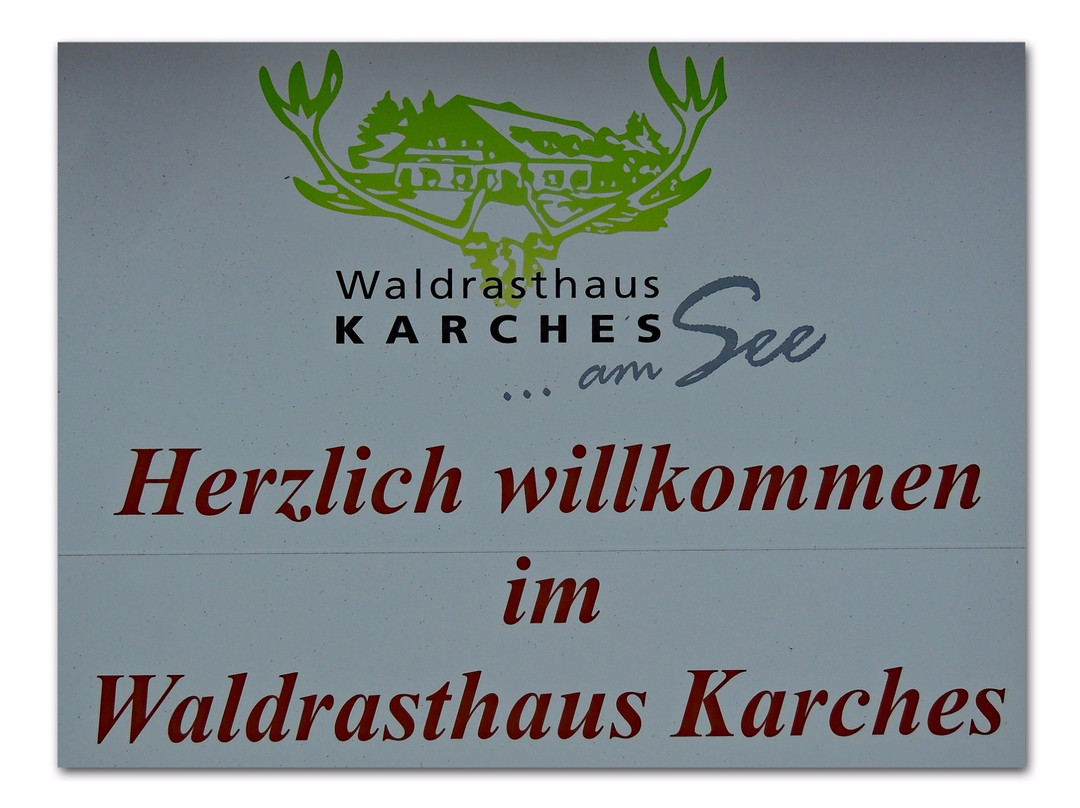 Waldrasthaus
KARCHES
... am See
Herzlich willkommen
im
Waldrasthaus Karches